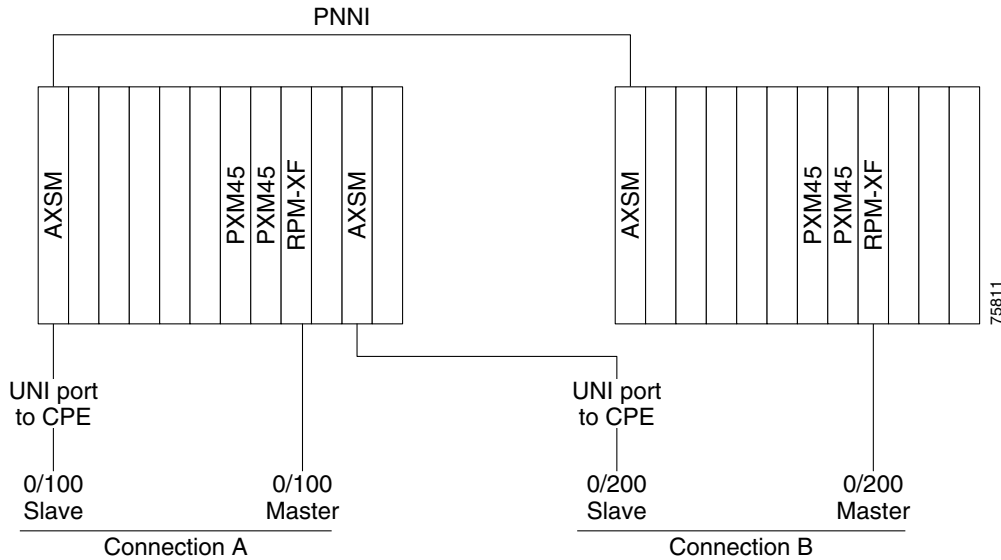 PNNI
AXSM
PXM45
PXM45
RPM-XF
AXSM
AXSM
PXM45
PXM45
RPM-XF
75811
UNI port
to CPE
UNI port
to CPE
0/100
Slave
0/100
Master
0/200
Slave
0/200
Master
Connection A
Connection B